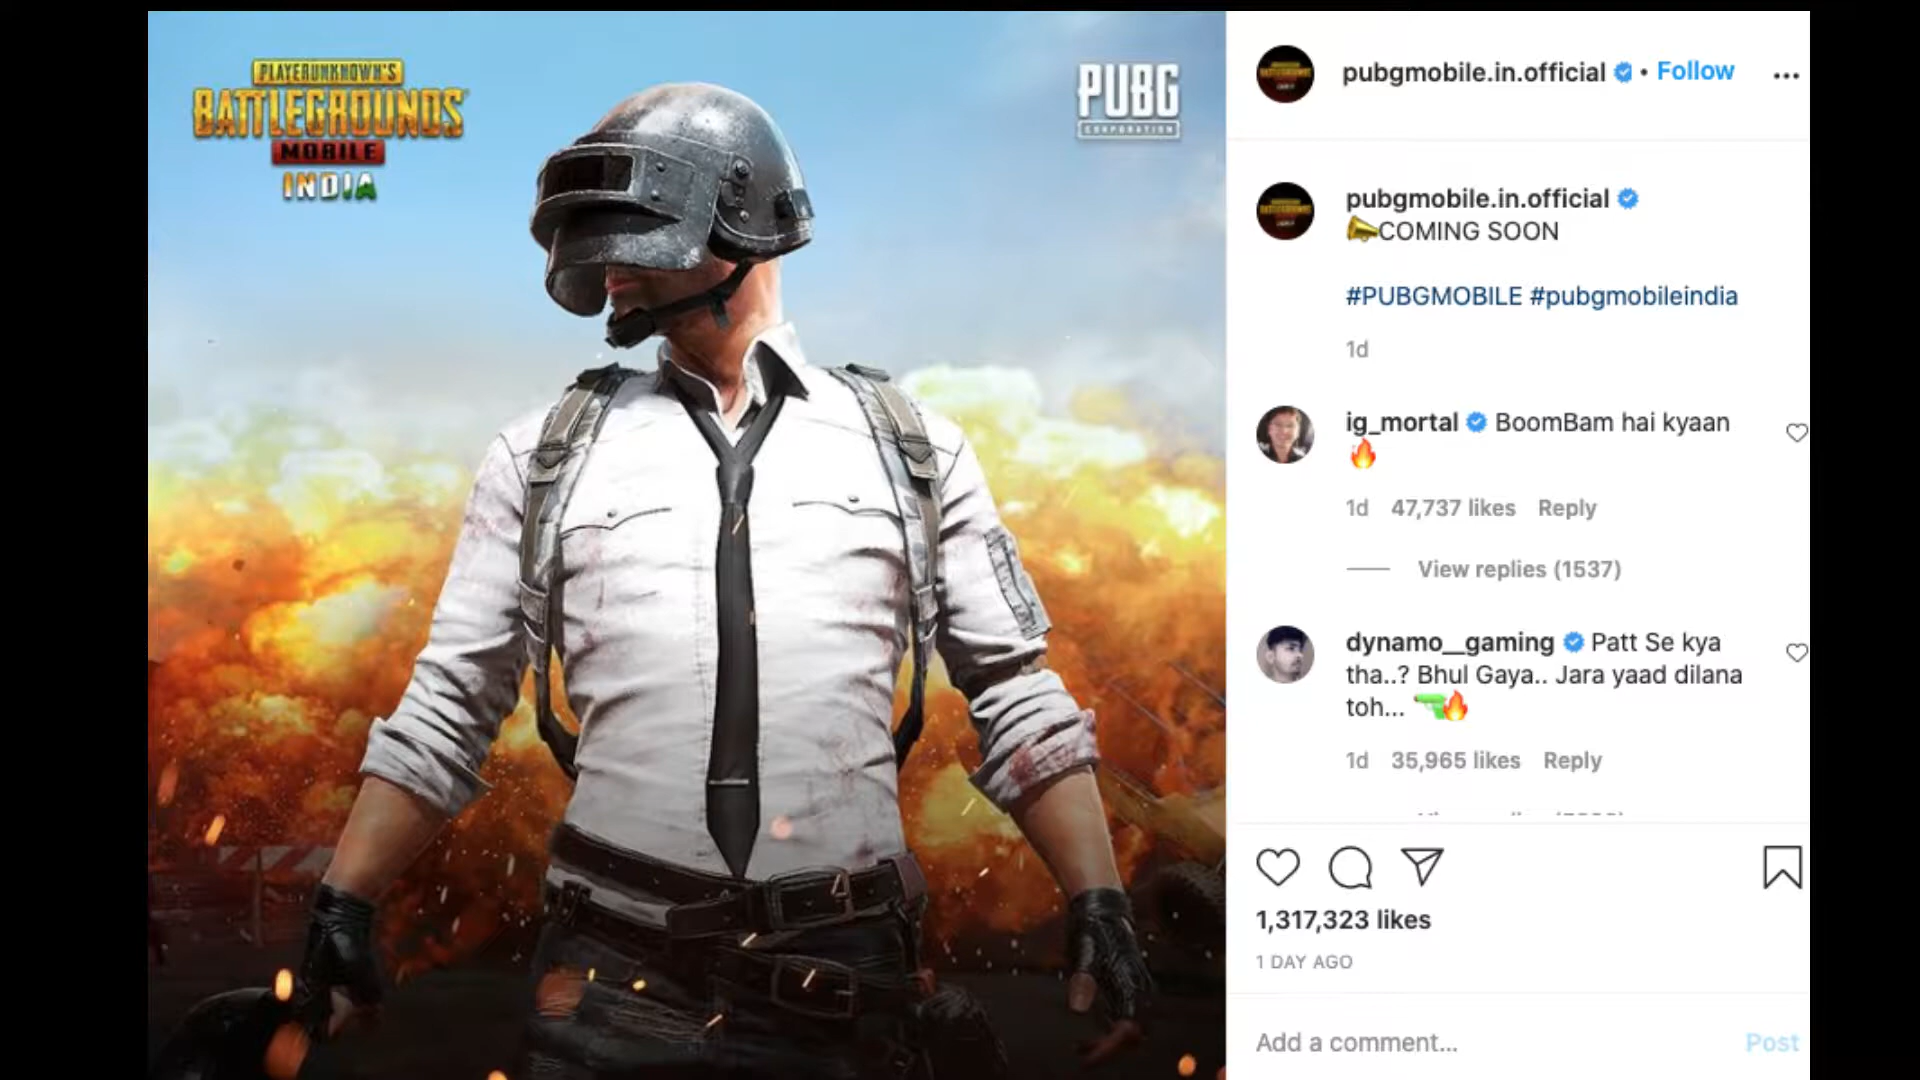 PLAYERUNKNOWN'S
BATTLEGROUNDS
MOBILE
INDIA
PUBG
CORPORATION
pubgmobile.in.official • Follow
pubgmobile.in.official
📣COMING SOON
#PUBGMOBILE #pubgmobileindia
1d
ig_mortal BoomBam hai kyaan
🔥
1d 47,737 likes Reply
View replies (1537)
dynamo__gaming Patt Se kya
tha..? Bhul Gaya.. Jara yaad dilana
toh... 🔫🔥
1d 35,965 likes Reply
1,317,323 likes
1 DAY AGO
Add a comment...
Post